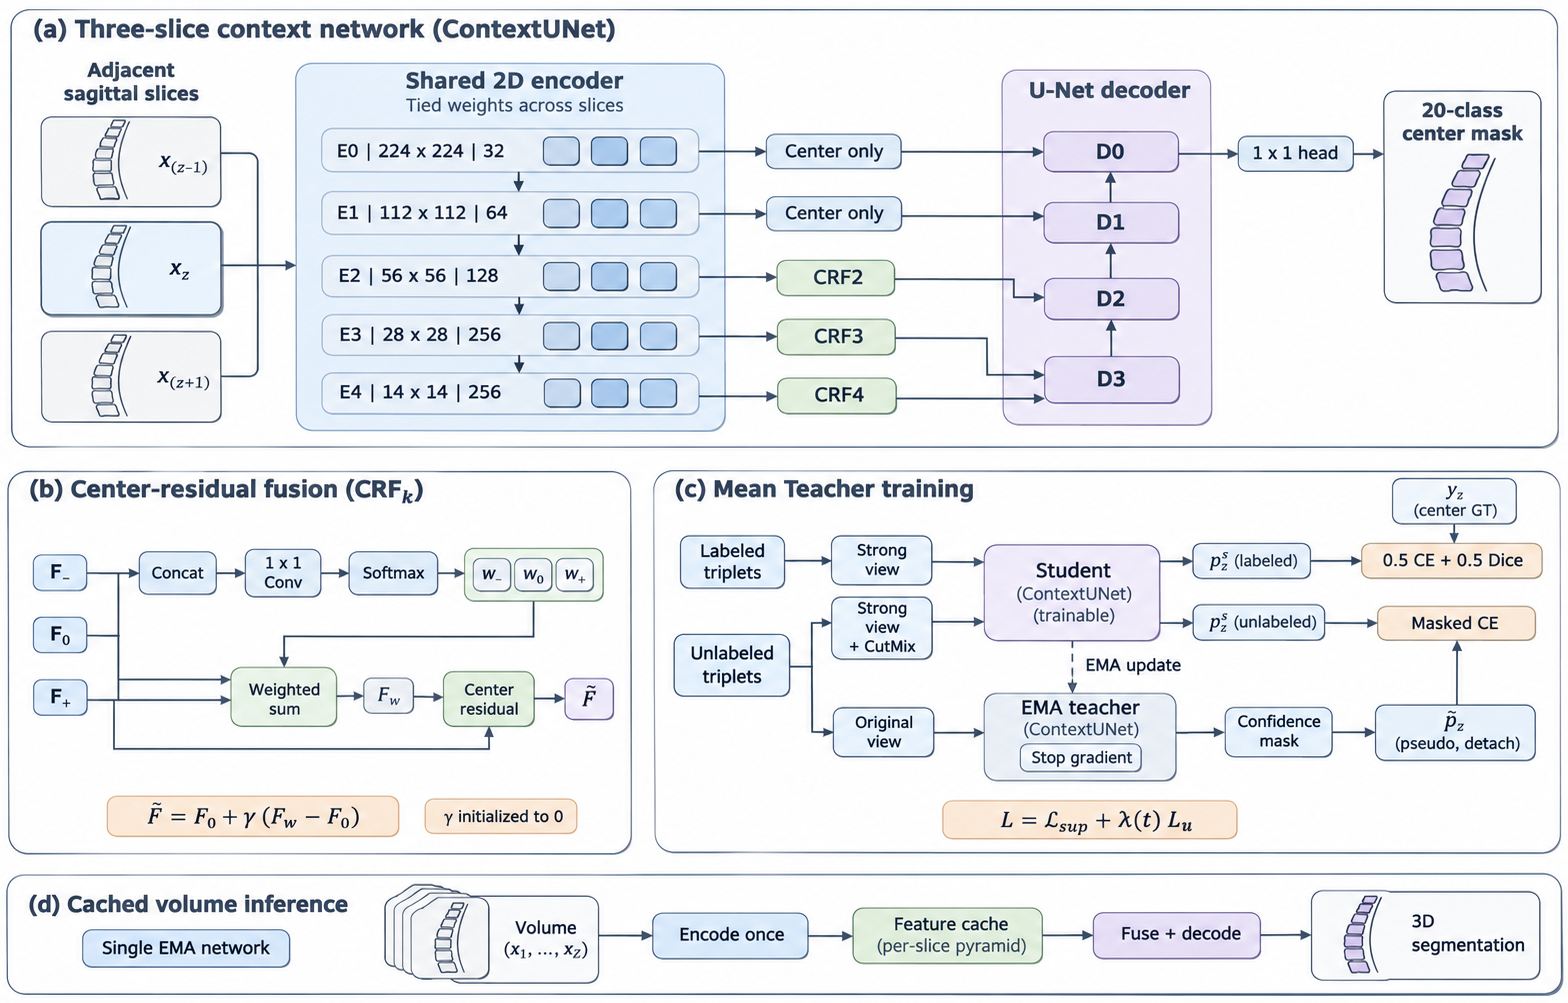 (a) Three-slice context network (ContextUNet)
Adjacent
sagittal slices
x(z−1)
xz
x(z+1)
Shared 2D encoder
Tied weights across slices
E0 | 224 x 224 | 32
E1 | 112 x 112 | 64
E2 | 56 x 56 | 128
E3 | 28 x 28 | 256
E4 | 14 x 14 | 256
Center only
Center only
CRF2
CRF3
CRF4
U-Net decoder
D0
D1
D2
D3
1 x 1 head
20-class
center mask
(b) Center-residual fusion (CRFk)
F−
F0
F+
Concat
1 x 1
Conv
Softmax
w− w0 w+
Weighted
sum
Fw
Center
residual
F̃
F̃ = F0 + γ (Fw − F0)
γ initialized to 0
(c) Mean Teacher training
Labeled
triplets
Unlabeled
triplets
Strong
view
Strong
view
+ CutMix
Original
view
Student
(ContextUNet)
(trainable)
EMA update
EMA teacher
(ContextUNet)
Stop gradient
p_z^s (labeled)
p_z^s (unlabeled)
Confidence
mask
yz
(center GT)
0.5 CE + 0.5 Dice
Masked CE
p̃z
(pseudo, detach)
L = ℒsup + λ(t) Lu
(d) Cached volume inference
Single EMA network
Volume
(x1, ..., xZ)
Encode once
Feature cache
(per-slice pyramid)
Fuse + decode
3D
segmentation